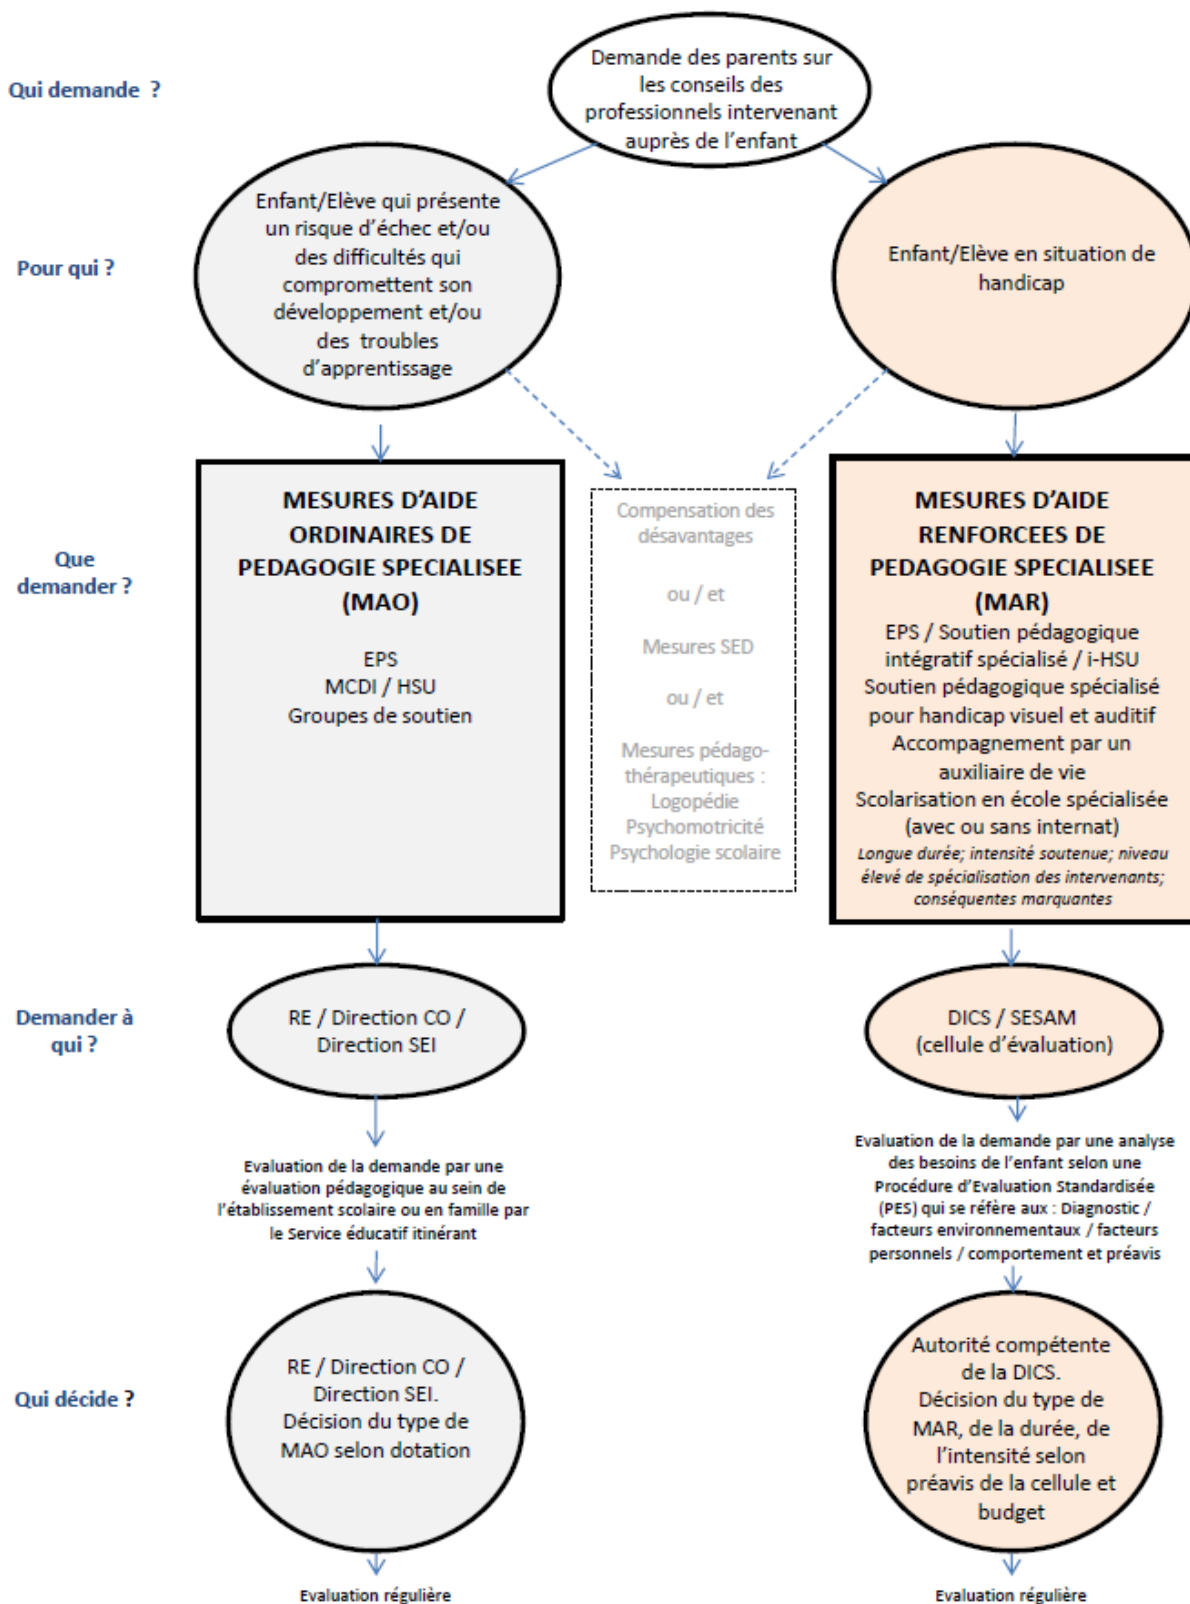 Qui demande ?
Demande des parents sur
les conseils des
professionnels intervenant
auprès de l'enfant
Pour qui ?
Enfant/Elève qui présente
un risque d'échec et/ou
des difficultés qui
compromettent son
développement et/ou
des troubles
d'apprentissage
Enfant/Elève en situation de
handicap
Que
demander ?
MESURES D'AIDE
ORDINAIRES DE
PEDAGOGIE SPECIALISEE
(MAO)
EPS
MCDI / HSU
Groupes de soutien
Compensation des
désavantages
ou / et
Mesures SED
ou / et
Mesures pédago-
thérapeutiques :
Logopédie
Psychomotricité
Psychologie scolaire
MESURES D'AIDE
RENFORCEES DE
PEDAGOGIE SPECIALISEE
(MAR)
EPS / Soutien pédagogique
intégratif spécialisé / i-HSU
Soutien pédagogique spécialisé
pour handicap visuel et auditif
Accompagnement par un
auxiliaire de vie
Scolarisation en école spécialisée
(avec ou sans internat)
Longue durée; intensité soutenue; niveau
élevé de spécialisation des intervenants;
conséquentes marquantes
Demander à
qui ?
RE / Direction CO /
Direction SEI
DICS / SESAM
(cellule d'évaluation)
Evaluation de la demande par une
évaluation pédagogique au sein de
l'établissement scolaire ou en famille par
le Service éducatif itinérant
Evaluation de la demande par une analyse
des besoins de l'enfant selon une
Procédure d'Evaluation Standardisée
(PES) qui se réfère aux : Diagnostic /
facteurs environnementaux / facteurs
personnels / comportement et préavis
Qui décide ?
RE / Direction CO /
Direction SEI.
Décision du type de
MAO selon dotation
Autorité compétente
de la DICS.
Décision du type de
MAR, de la durée, de
l'intensité selon
préavis de la cellule et
budget
Evaluation régulière
Evaluation régulière